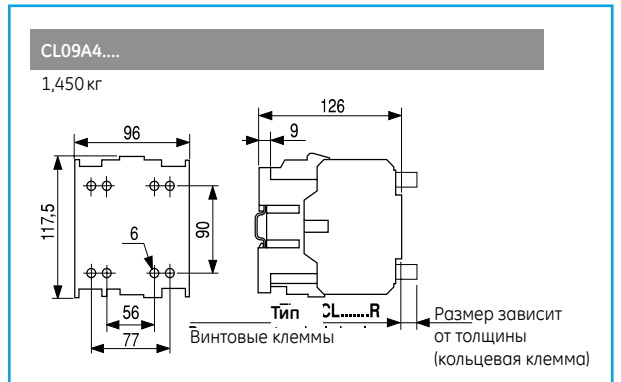 CL09A4....
1,450 кг
126
96
9
117,5
90
6
56
77
Тип CL.......R
Винтовые клеммы
Размер зависит
от толщины
(кольцевая клемма)